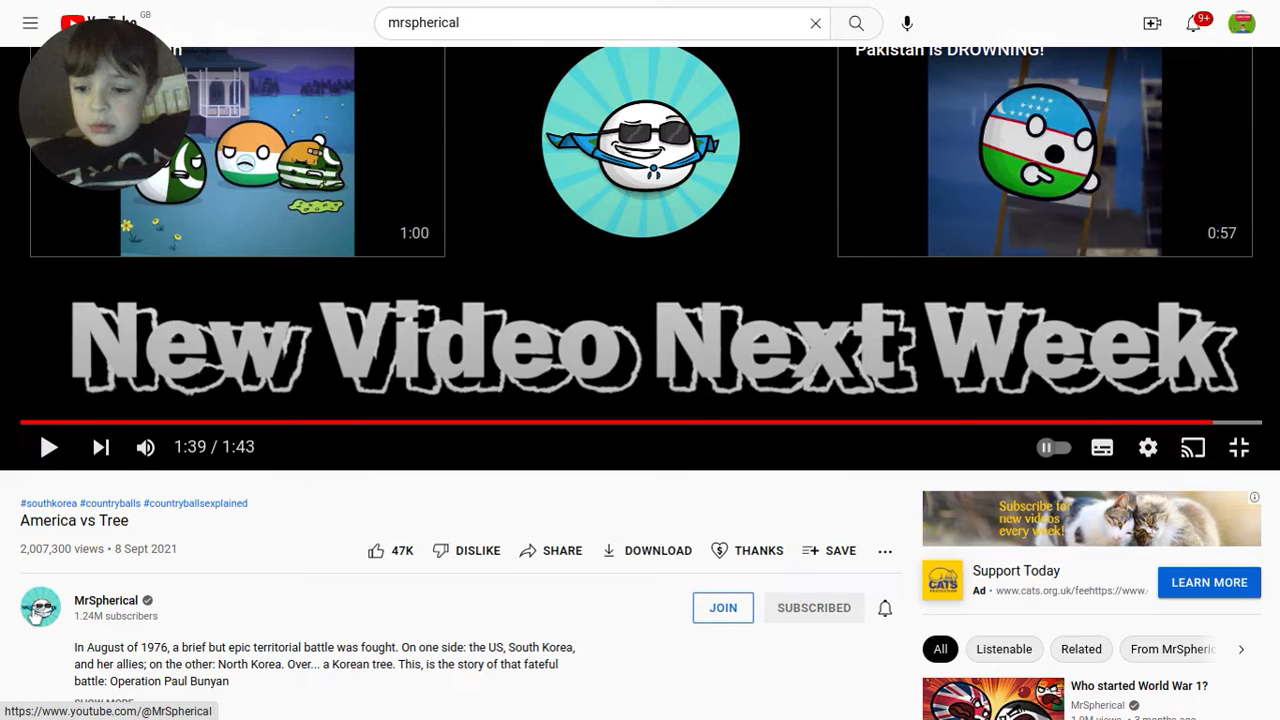 GB
mrspherical
9+
Pakistan is DROWNING!
1:00
0:57
New Video Next Week
1:39 / 1:43
#southkorea #countryballs #countryballsexplained
America vs Tree
2,007,300 views • 8 Sept 2021
47K DISLIKE SHARE DOWNLOAD THANKS SAVE
MrSpherical
1.24M subscribers
JOIN SUBSCRIBED
In August of 1976, a brief but epic territorial battle was fought. On one side: the US, South Korea,
and her allies; on the other: North Korea. Over... a Korean tree. This, is the story of that fateful
battle: Operation Paul Bunyan
https://www.youtube.com/@MrSpherical
Subscribe for
new videos
every week!
CATS
Support Today
Ad • www.cats.org.uk/feehttps://www.
LEARN MORE
All Listenable Related From MrSpheric
Who started World War 1?
MrSpherical